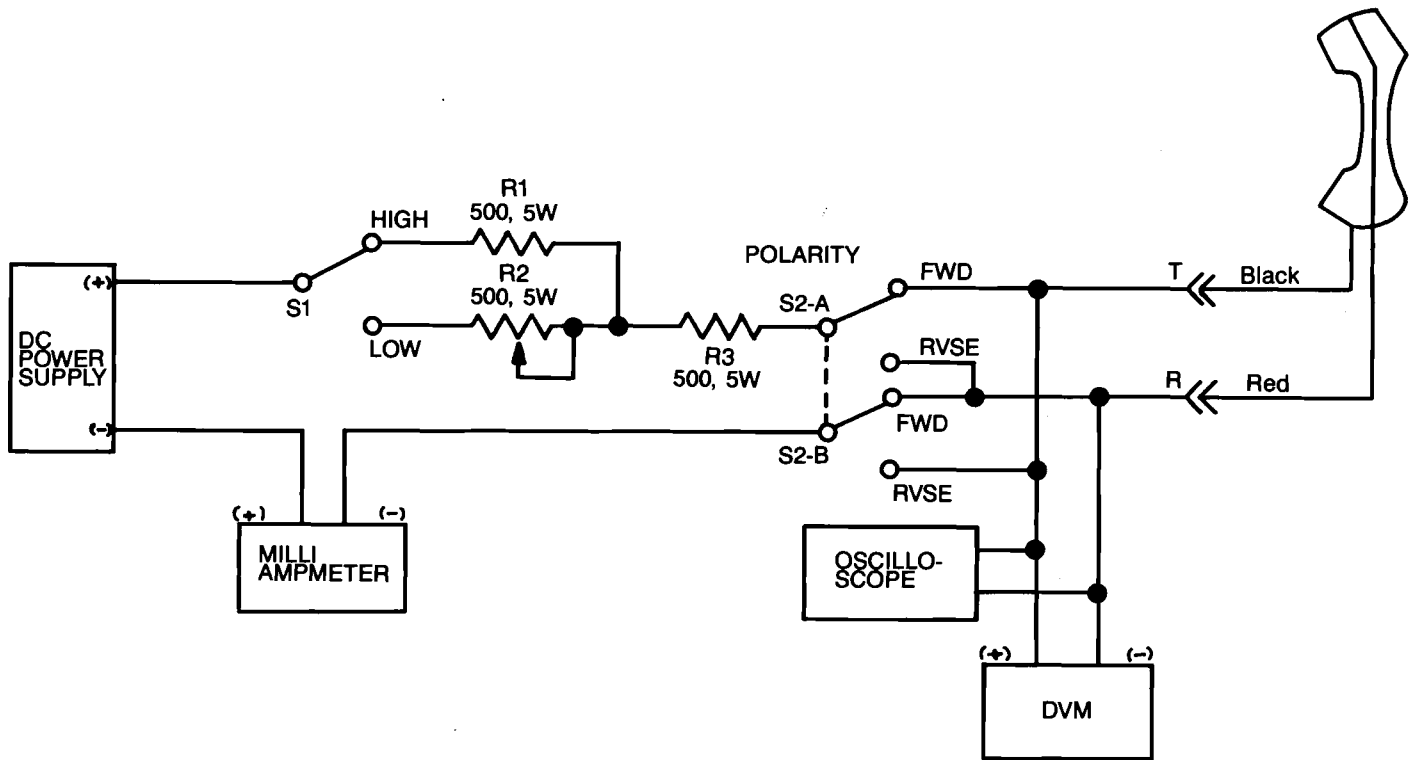 R1
500, 5W
HIGH
R2
500, 5W
S1
LOW
R3
500, 5W
POLARITY
S2-A
FWD
RVSE
FWD
S2-B
RVSE
T
Black
R
Red
(+)
DC
POWER
SUPPLY
(-)
(+)
(-)
MILLI
AMPMETER
OSCILLO-
SCOPE
(+)
(-)
DVM